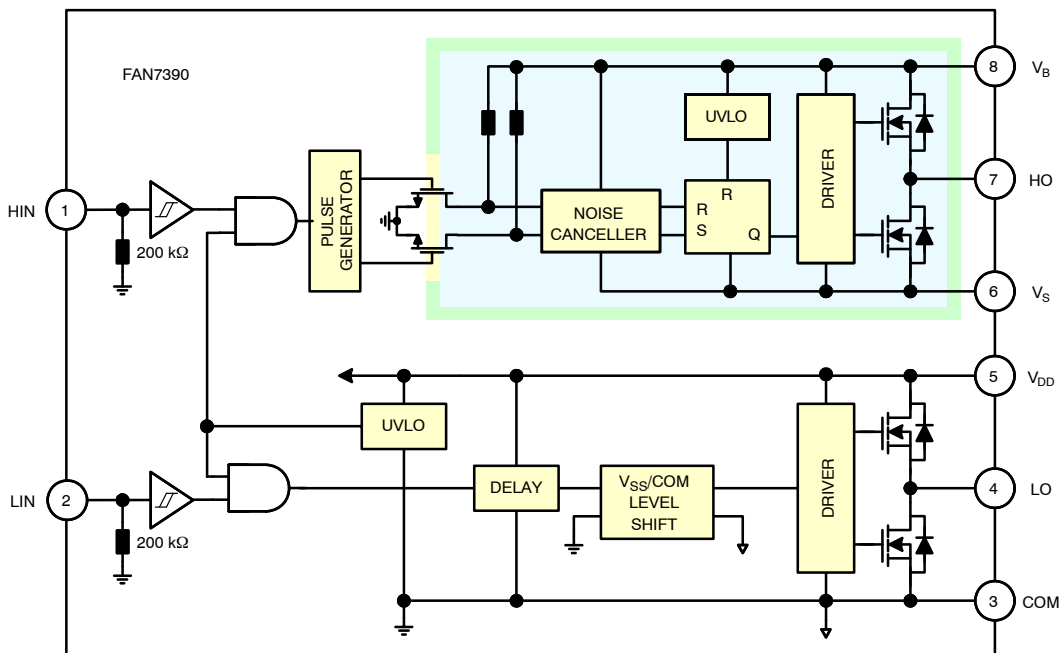 FAN7390
8
V_B
UVLO
DRIVER
HIN
1
200 kΩ
PULSE
GENERATOR
NOISE
CANCELLER
R
R
S
Q
7
HO
6
V_S
5
V_DD
UVLO
LIN
2
200 kΩ
DELAY
V_SS/COM
LEVEL
SHIFT
DRIVER
4
LO
3
COM